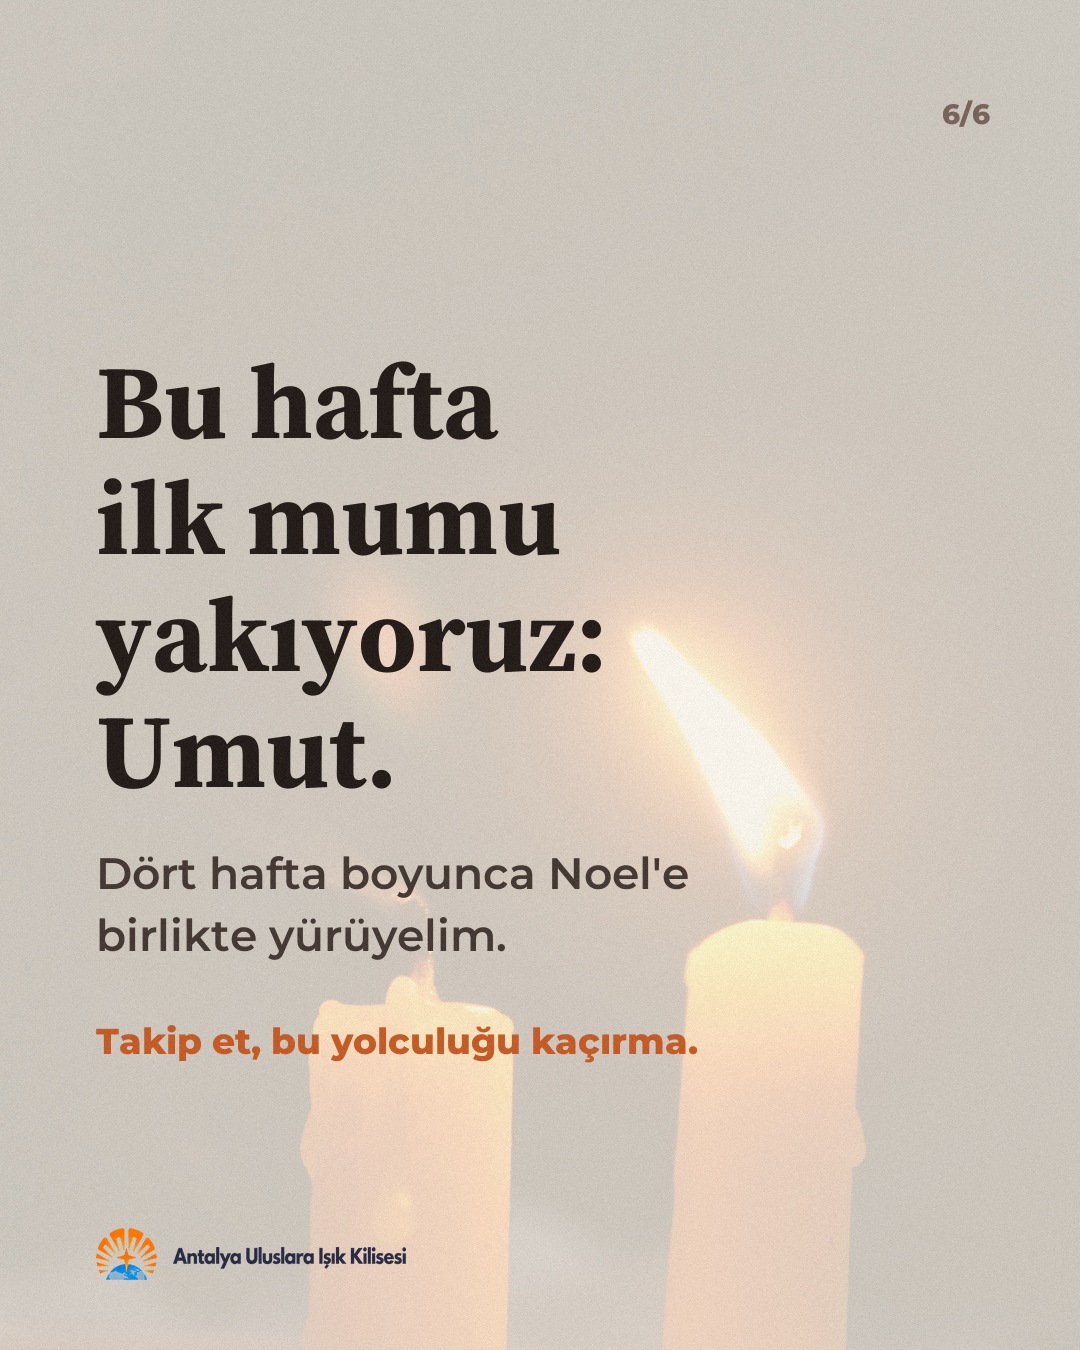 6/6
Bu hafta
ilk mumu
yakıyoruz:
Umut.
Dört hafta boyunca Noel'e
birlikte yürüyelim.
Takip et, bu yolculuğu kaçırma.
Antalya Uluslara Işık Kilisesi